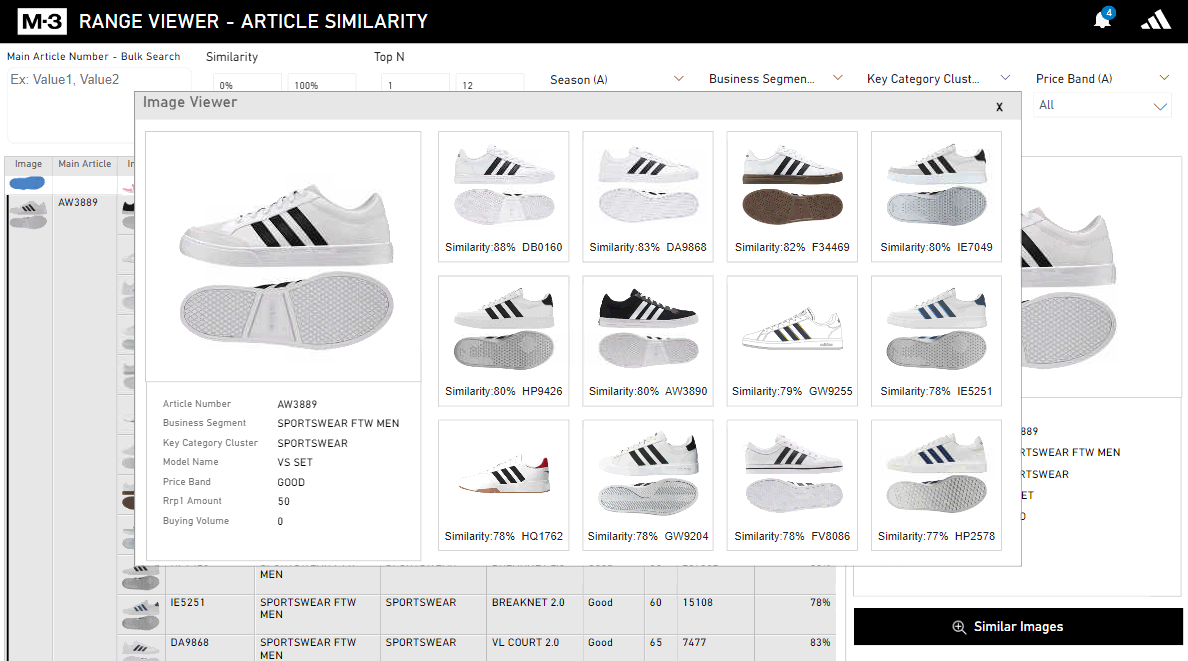 M-3 RANGE VIEWER - ARTICLE SIMILARITY
4
Main Article Number - Bulk Search
Similarity
Top N
Ex: Value1, Value2
0%
100%
1
12
Season (A)
Business Segmen...
Key Category Clust...
Price Band (A)
All
Image Viewer
x
Image
Main Article
AW3889
Similarity:88% DB0160
Similarity:83% DA9868
Similarity:82% F34469
Similarity:80% IE7049
Similarity:80% HP9426
Similarity:80% AW3890
Similarity:79% GW9255
Similarity:78% IE5251
Similarity:78% HQ1762
Similarity:78% GW9204
Similarity:78% FV8086
Similarity:77% HP2578
Article Number AW3889
Business Segment SPORTSWEAR FTW MEN
Key Category Cluster SPORTSWEAR
Model Name VS SET
Price Band GOOD
Rrp1 Amount 50
Buying Volume 0
889
RTSWEAR FTW MEN
RTSWEAR
ET
D
MEN
IE5251 SPORTSWEAR FTW MEN SPORTSWEAR BREAKNET 2.0 Good 60 15108 78%
DA9868 SPORTSWEAR FTW MEN SPORTSWEAR VL COURT 2.0 Good 65 7477 83%
Similar Images